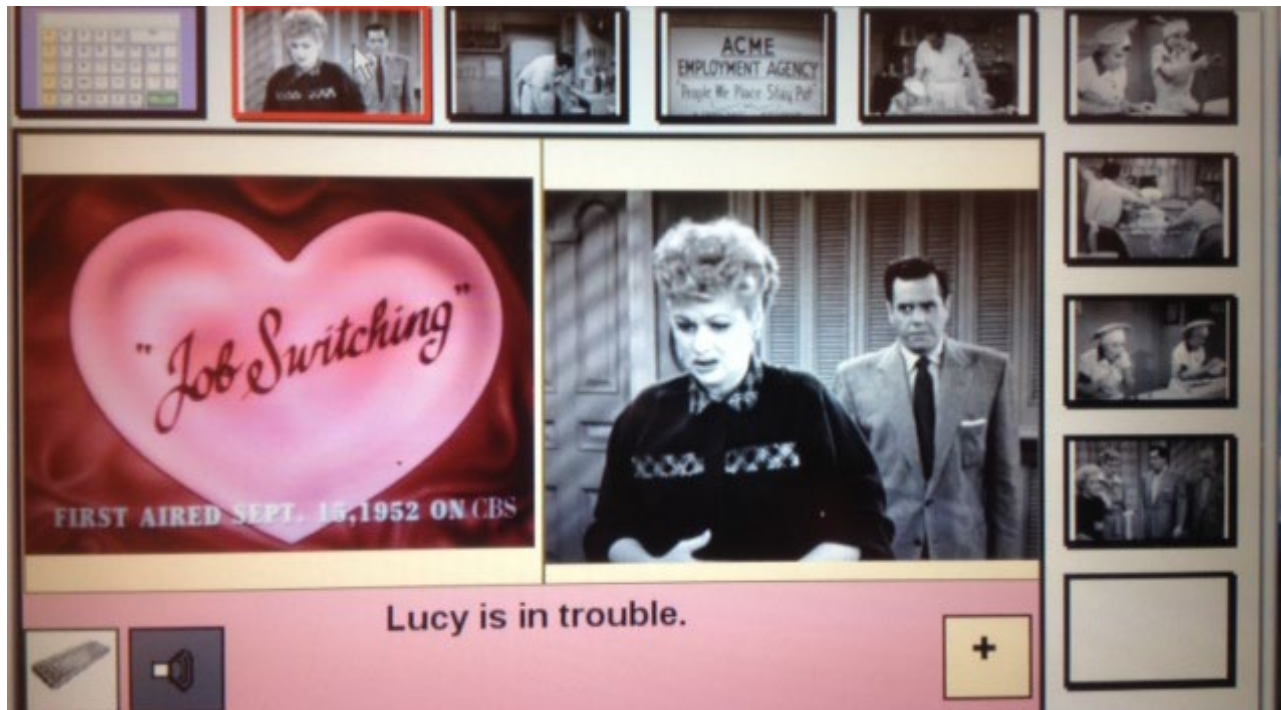 ACME
EMPLOYMENT AGENCY
"People We Place Stay Put"
"Job Switching"
FIRST AIRED SEPT. 15,1952 ON CBS
Lucy is in trouble.
+